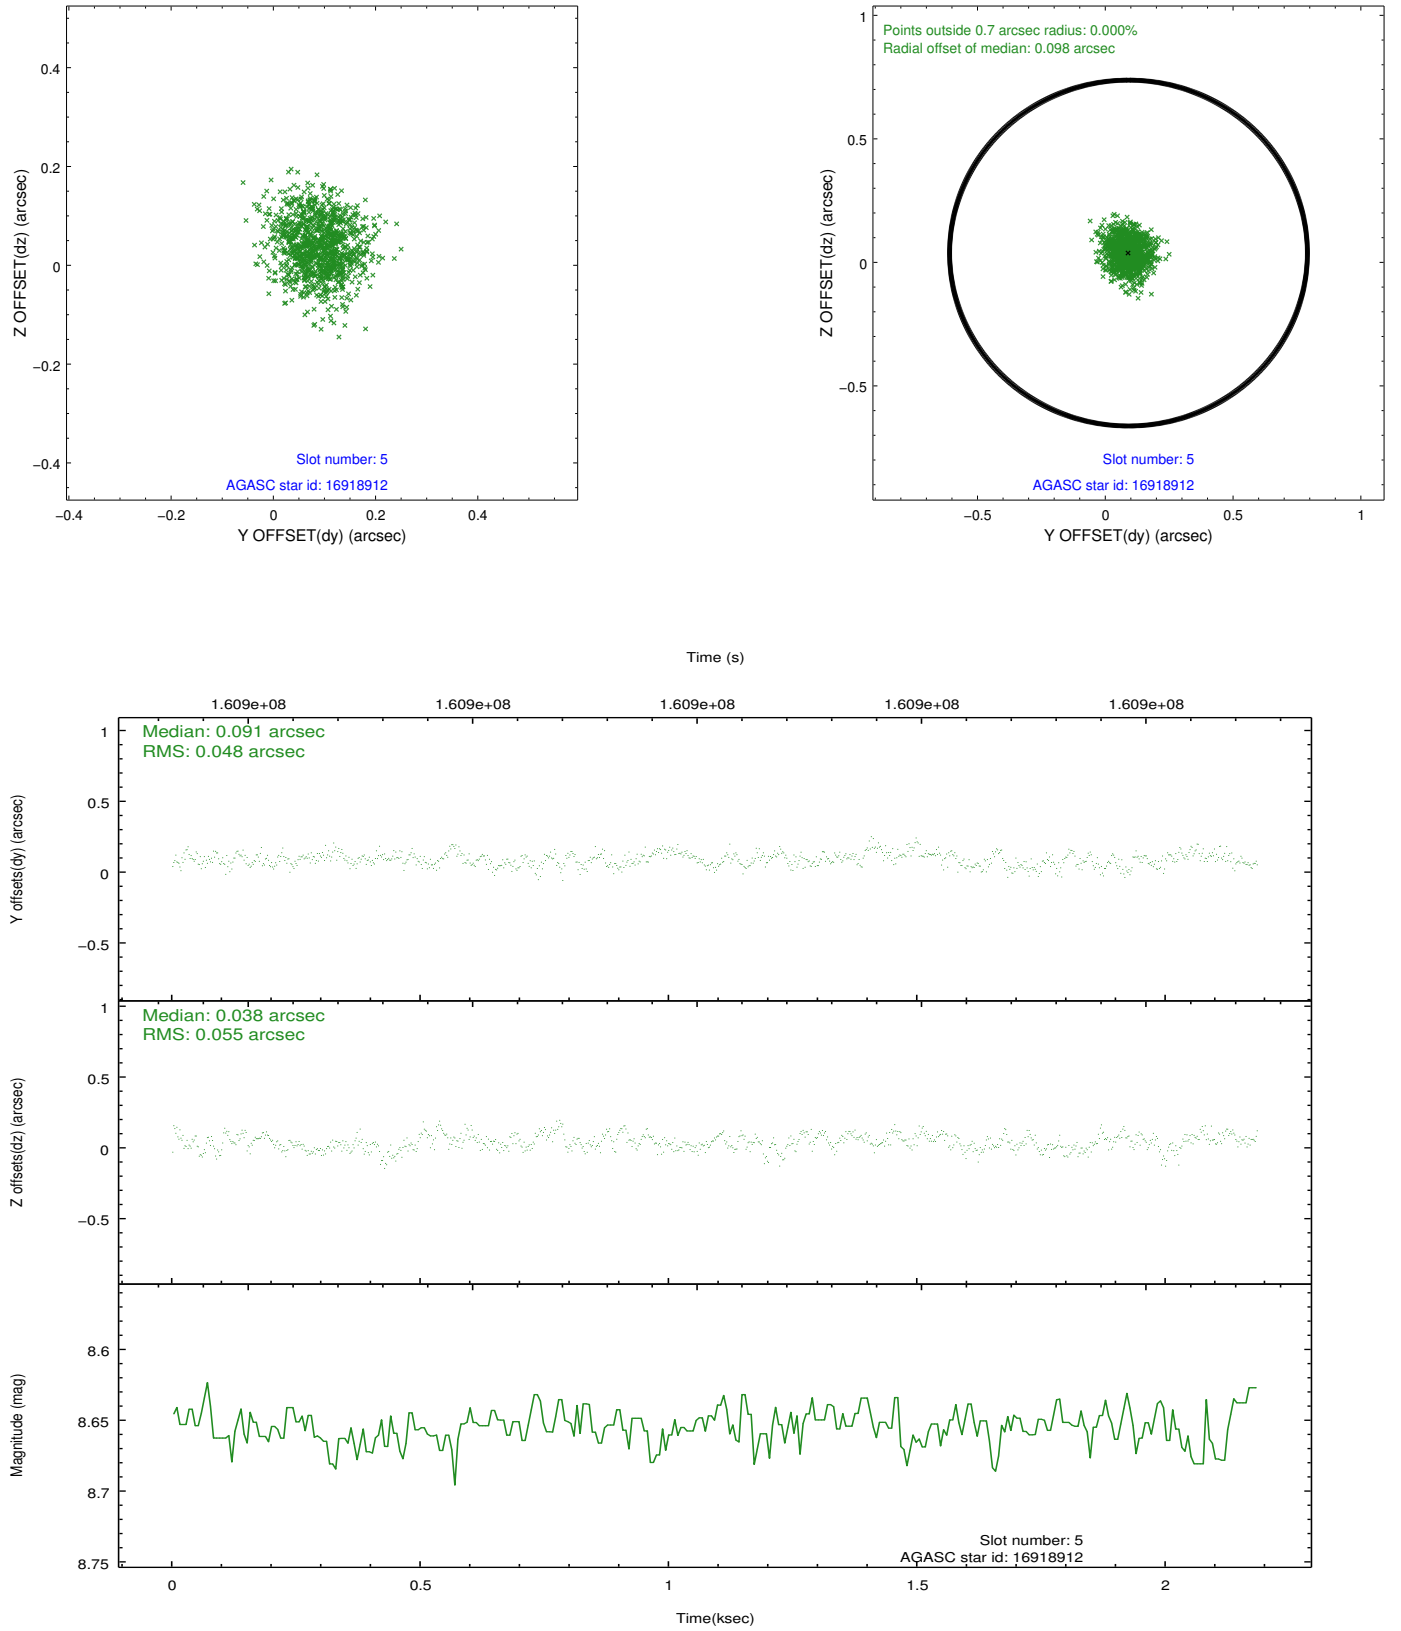 0.4
0.2
0
−0.2
−0.4
Z OFFSET(dz) (arcsec)
Slot number: 5
AGASC star id: 16918912
−0.4
−0.2
0
0.2
0.4
Y OFFSET(dy) (arcsec)
Points outside 0.7 arcsec radius: 0.000%
Radial offset of median: 0.098 arcsec
1
0.5
0
−0.5
Z OFFSET(dz) (arcsec)
Slot number: 5
AGASC star id: 16918912
−0.5
0
0.5
1
Y OFFSET(dy) (arcsec)
Time (s)
1.609e+08
1.609e+08
1.609e+08
1.609e+08
1.609e+08
Median: 0.091 arcsec
RMS: 0.048 arcsec
1
0.5
0
−0.5
Y offsets(dy) (arcsec)
Median: 0.038 arcsec
RMS: 0.055 arcsec
1
0.5
0
−0.5
Z offsets(dz) (arcsec)
8.6
8.65
8.7
8.75
Magnitude (mag)
Slot number: 5
AGASC star id: 16918912
0
0.5
1
1.5
2
Time(ksec)